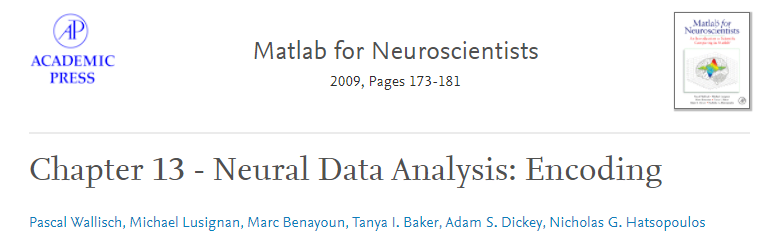 AP
ACADEMIC
PRESS
Matlab for Neuroscientists
2009, Pages 173-181
Matlab for
Neuroscientists
Chapter 13 - Neural Data Analysis: Encoding
Pascal Wallisch, Michael Lusignan, Marc Benayoun, Tanya I. Baker, Adam S. Dickey, Nicholas G. Hatsopoulos